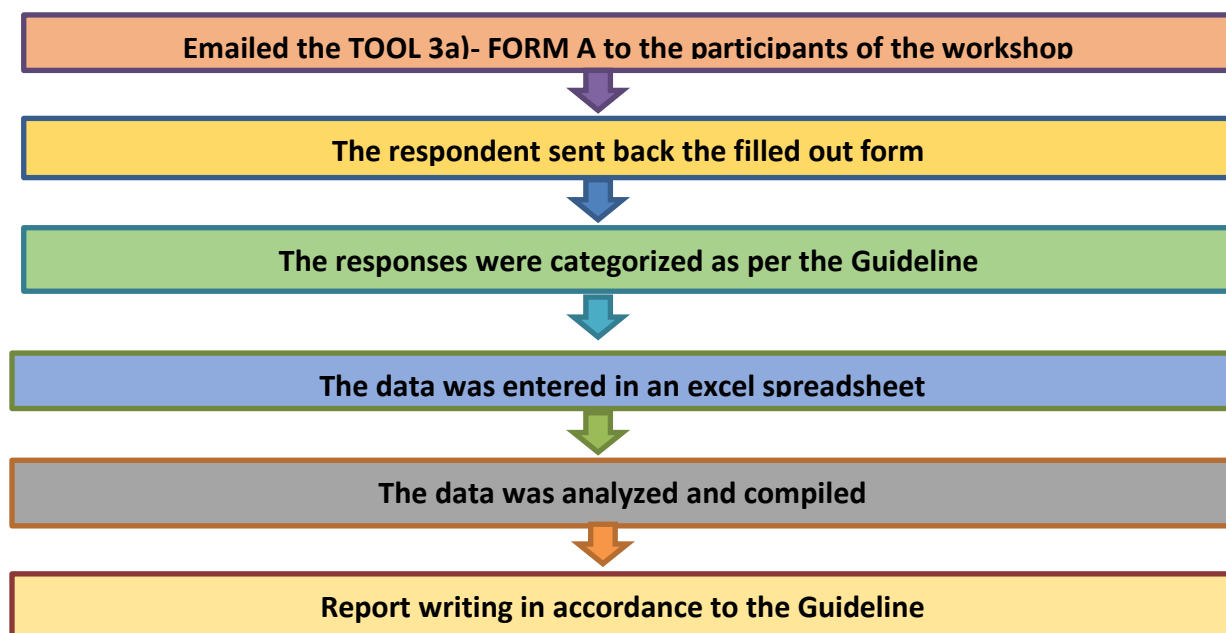 Emailed the TOOL 3a)- FORM A to the participants of the workshop
The respondent sent back the filled out form
The responses were categorized as per the Guideline
The data was entered in an excel spreadsheet
The data was analyzed and compiled
Report writing in accordance to the Guideline